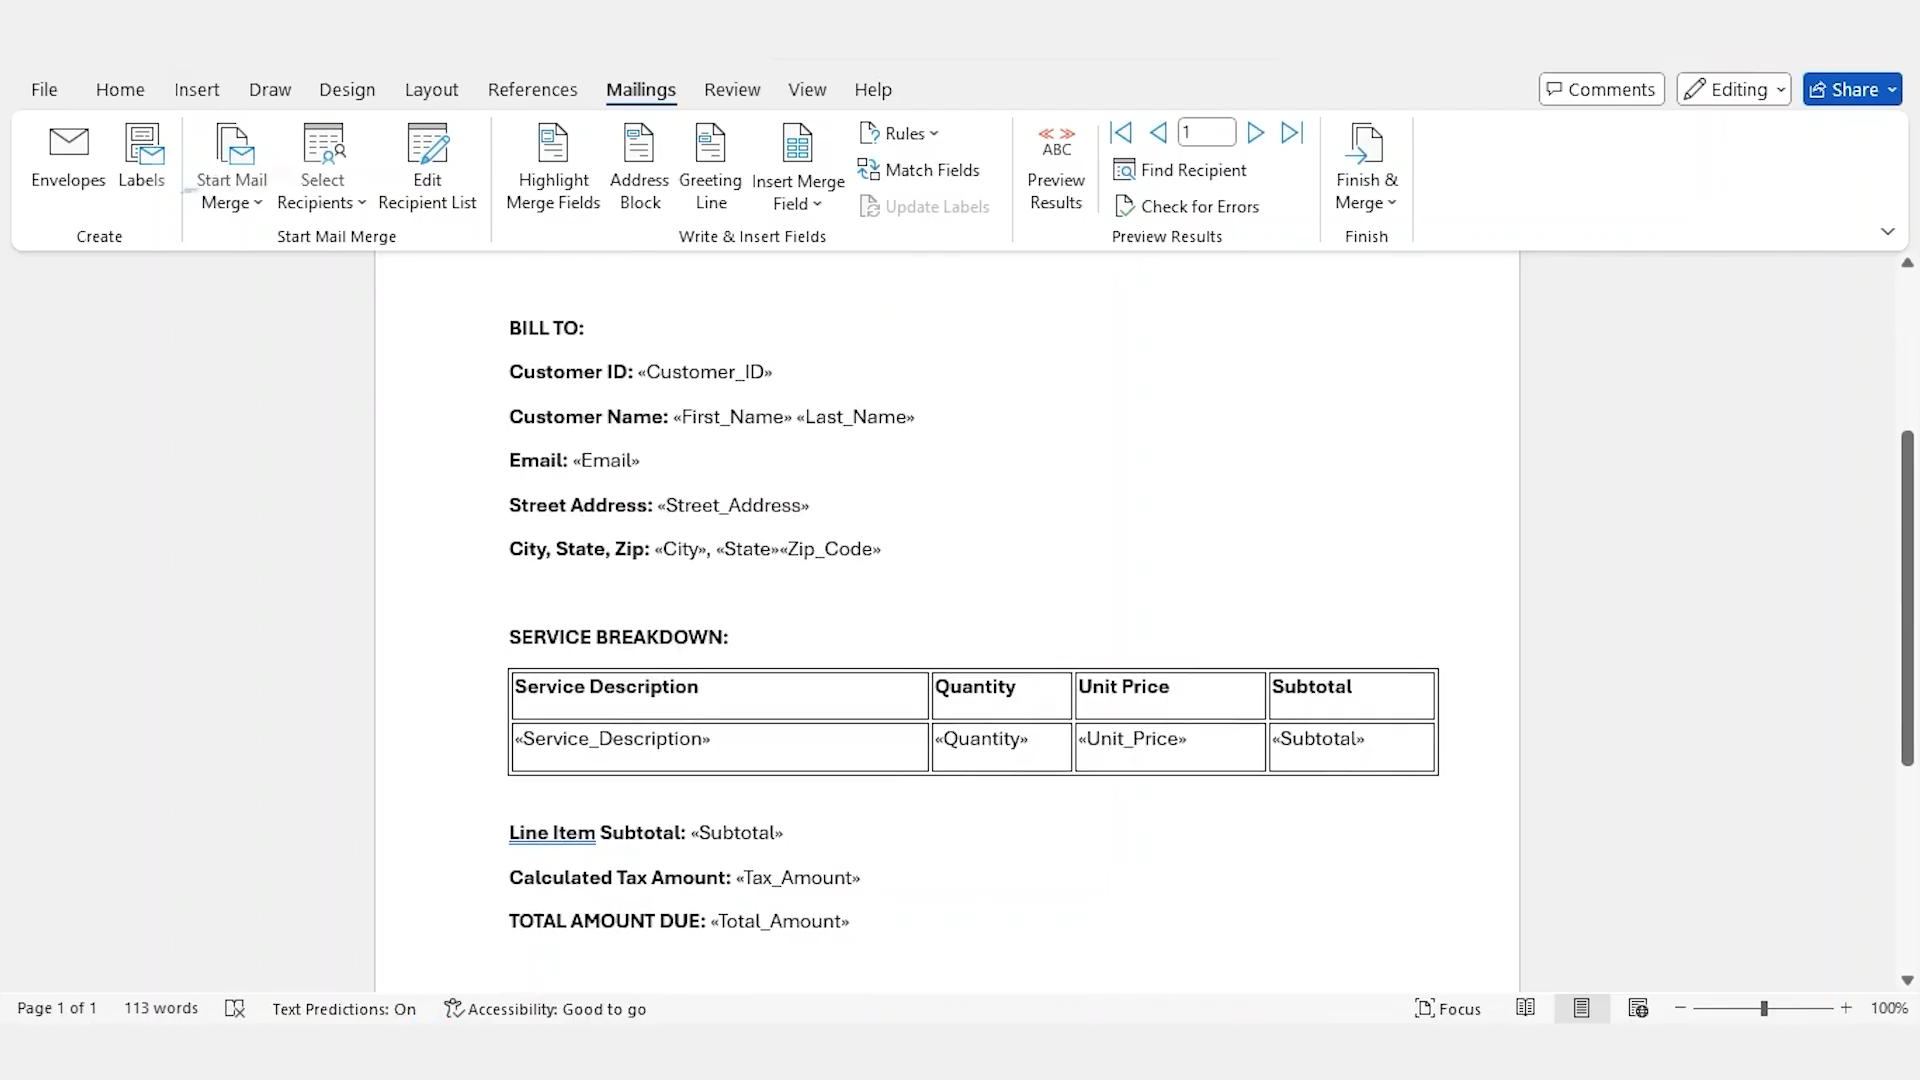 File Home Insert Draw Design Layout References Mailings Review View Help Comments Editing Share
Envelopes Labels Start Mail Merge Select Recipients Edit Recipient List Highlight Merge Fields Address Block Greeting Line Insert Merge Field Rules Match Fields Update Labels ABC Preview Results 1 Find Recipient Check for Errors Finish & Merge
Create Start Mail Merge Write & Insert Fields Preview Results Finish
BILL TO:
Customer ID: «Customer_ID»
Customer Name: «First_Name» «Last_Name»
Email: «Email»
Street Address: «Street_Address»
City, State, Zip: «City», «State»«Zip_Code»
SERVICE BREAKDOWN:
Service Description Quantity Unit Price Subtotal
«Service_Description» «Quantity» «Unit_Price» «Subtotal»
Line Item Subtotal: «Subtotal»
Calculated Tax Amount: «Tax_Amount»
TOTAL AMOUNT DUE: «Total_Amount»
Page 1 of 1 113 words Text Predictions: On Accessibility: Good to go Focus 100%